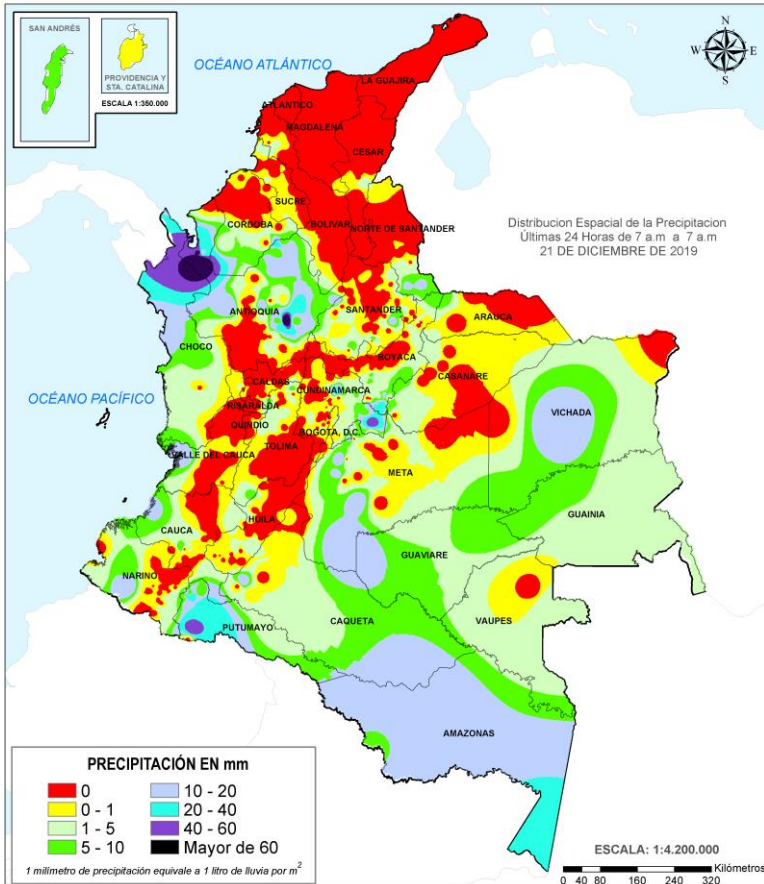 SAN ANDRÉS
PROVIDENCIA Y
STA. CATALINA
ESCALA 1:350.000
OCÉANO ATLÁNTICO
N
W
E
S
LA GUAJIRA
ATLANTICO
MAGDALENA
CESAR
SUCRE
CORDOBA
BOLIVAR
NORTE DE SANTANDER
Distribucion Espacial de la Precipitacion
Últimas 24 Horas de 7 a.m a 7 a.m
21 DE DICIEMBRE DE 2019
ANTIOQUIA
SANTANDER
ARAUCA
CHOCO
BOYACA
OCÉANO PACÍFICO
CALDAS
CUNDINAMARCA
CASANARE
RISARALDA
VICHADA
QUINDIO
BOGOTA, D.C.
TOLIMA
VALLE DEL CAUCA
META
GUAINIA
HUILA
CAUCA
GUAVIARE
NARIÑO
PUTUMAYO
CAQUETA
VAUPES
AMAZONAS
PRECIPITACIÓN EN mm
0
10 - 20
0 - 1
20 - 40
1 - 5
40 - 60
5 - 10
Mayor de 60
1 milimetro de precipitación equivale a 1 litro de lluvia por m²
ESCALA: 1:4.200.000
Kilómetros
0 40 80 160 240 320